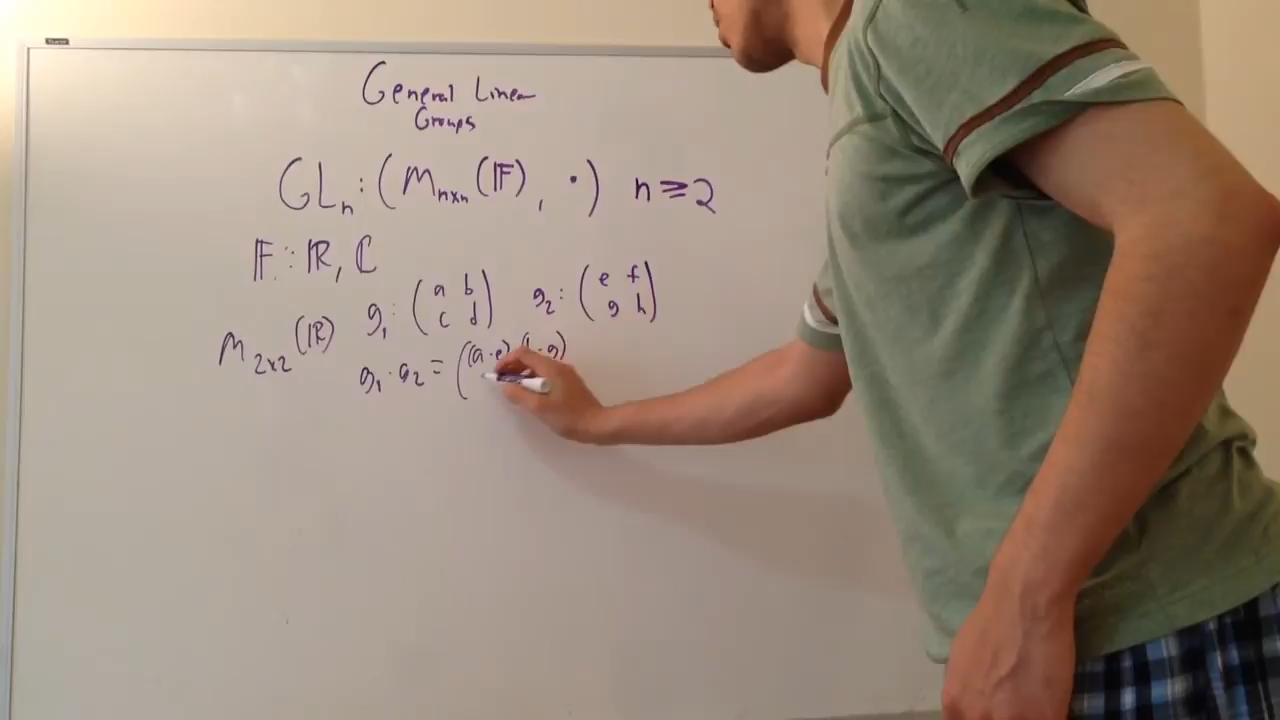 General Linear
Groups
GLₙ: (Mₙₓₙ(𝔽), ·) n ≥ 2
𝔽: ℝ, ℂ
M₂ₓ₂(ℝ) g₁: (a b
c d) g₂: (e f
g h)
g₁·g₂ = ((a·e) (b·g)